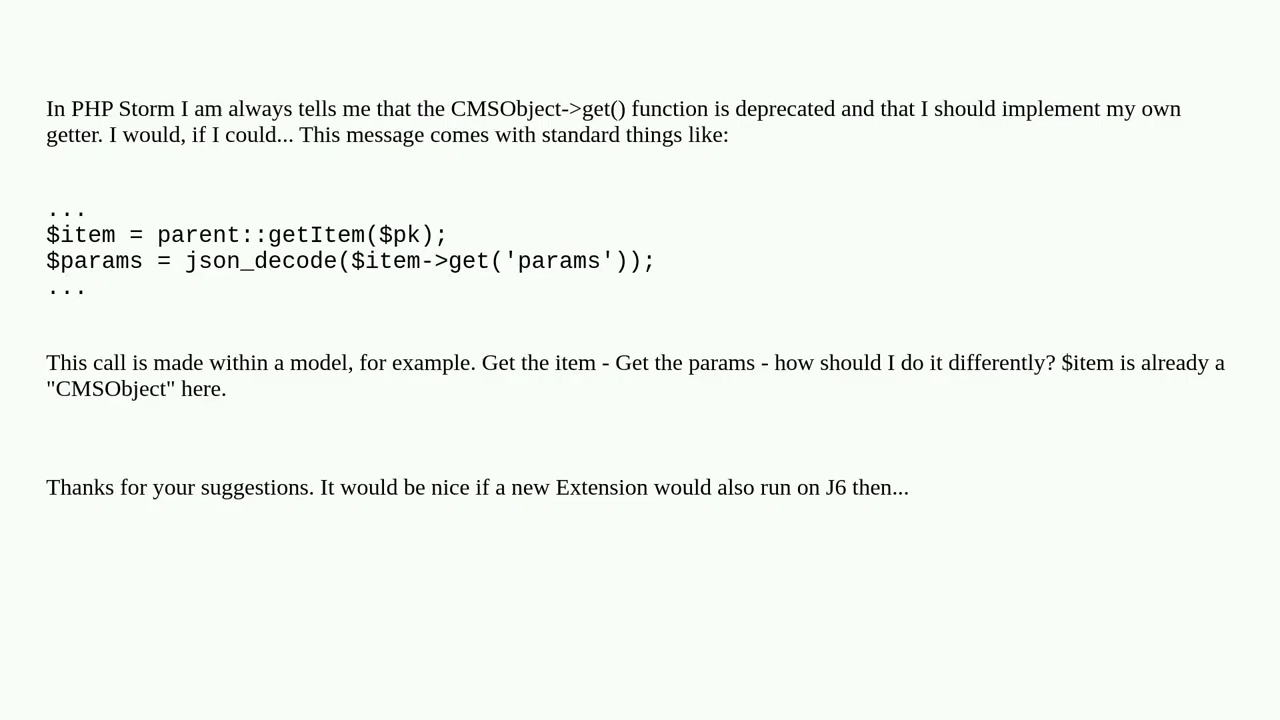 In PHP Storm I am always tells me that the CMSObject->get() function is deprecated and that I should implement my own
getter. I would, if I could... This message comes with standard things like:
...
$item = parent::getItem($pk);
$params = json_decode($item->get('params'));
...
This call is made within a model, for example. Get the item - Get the params - how should I do it differently? $item is already a
"CMSObject" here.
Thanks for your suggestions. It would be nice if a new Extension would also run on J6 then...